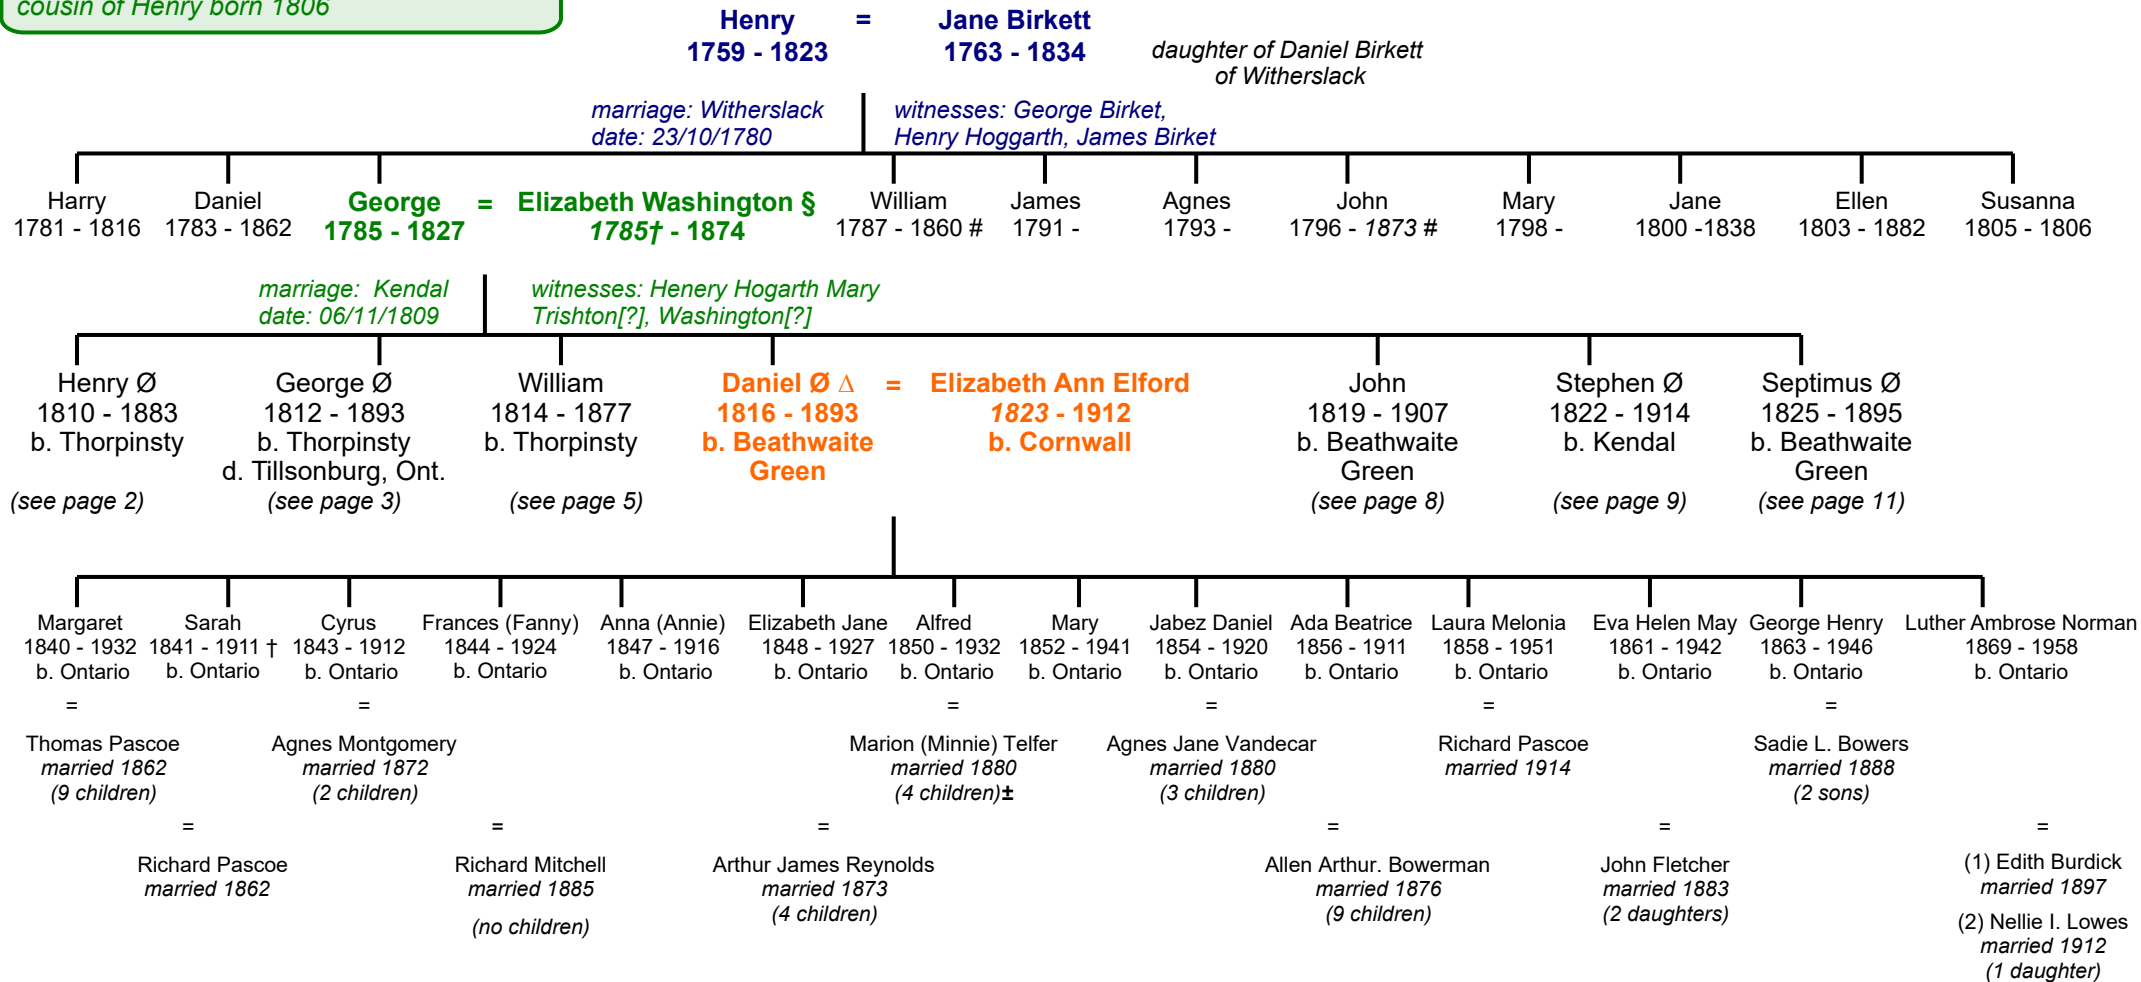 cousin of Henry born 1806
Henry = Jane Birkett
1759 - 1823 1763 - 1834
daughter of Daniel Birkett
of Witherslack
marriage: Witherslack
date: 23/10/1780
witnesses: George Birket,
Henry Hoggarth, James Birket
Harry
1781 - 1816
Daniel
1783 - 1862
George = Elizabeth Washington §
1785 - 1827 1785† - 1874
William
1787 - 1860 #
James
1791 -
Agnes
1793 -
John
1796 - 1873 #
Mary
1798 -
Jane
1800 -1838
Ellen
1803 - 1882
Susanna
1805 - 1806
marriage: Kendal
date: 06/11/1809
witnesses: Henery Hogarth Mary
Trishton[?], Washington[?]
Henry Ø
1810 - 1883
b. Thorpinsty
(see page 2)
George Ø
1812 - 1893
b. Thorpinsty
d. Tillsonburg, Ont.
(see page 3)
William
1814 - 1877
b. Thorpinsty
(see page 5)
Daniel Ø Δ =
1816 - 1893
b. Beathwaite
Green
Elizabeth Ann Elford
1823 - 1912
b. Cornwall
John
1819 - 1907
b. Beathwaite
Green
(see page 8)
Stephen Ø
1822 - 1914
b. Kendal
(see page 9)
Septimus Ø
1825 - 1895
b. Beathwaite
Green
(see page 11)
Margaret
1840 - 1932
b. Ontario
=
Thomas Pascoe
married 1862
(9 children)
Sarah
1841 - 1911 †
b. Ontario
=
Richard Pascoe
married 1862
Cyrus
1843 - 1912
b. Ontario
=
Agnes Montgomery
married 1872
(2 children)
Frances (Fanny)
1844 - 1924
b. Ontario
=
Richard Mitchell
married 1885
(no children)
Anna (Annie)
1847 - 1916
b. Ontario
Elizabeth Jane
1848 - 1927
b. Ontario
=
Arthur James Reynolds
married 1873
(4 children)
Alfred
1850 - 1932
b. Ontario
=
Marion (Minnie) Telfer
married 1880
(4 children)±
Mary
1852 - 1941
b. Ontario
Jabez Daniel
1854 - 1920
b. Ontario
=
Agnes Jane Vandecar
married 1880
(3 children)
Ada Beatrice
1856 - 1911
b. Ontario
=
Allen Arthur. Bowerman
married 1876
(9 children)
Laura Melonia
1858 - 1951
b. Ontario
=
Richard Pascoe
married 1914
Eva Helen May
1861 - 1942
b. Ontario
=
John Fletcher
married 1883
(2 daughters)
George Henry
1863 - 1946
b. Ontario
=
Sadie L. Bowers
married 1888
(2 sons)
Luther Ambrose Norman
1869 - 1958
b. Ontario
=
(1) Edith Burdick
married 1897
(2) Nellie I. Lowes
married 1912
(1 daughter)